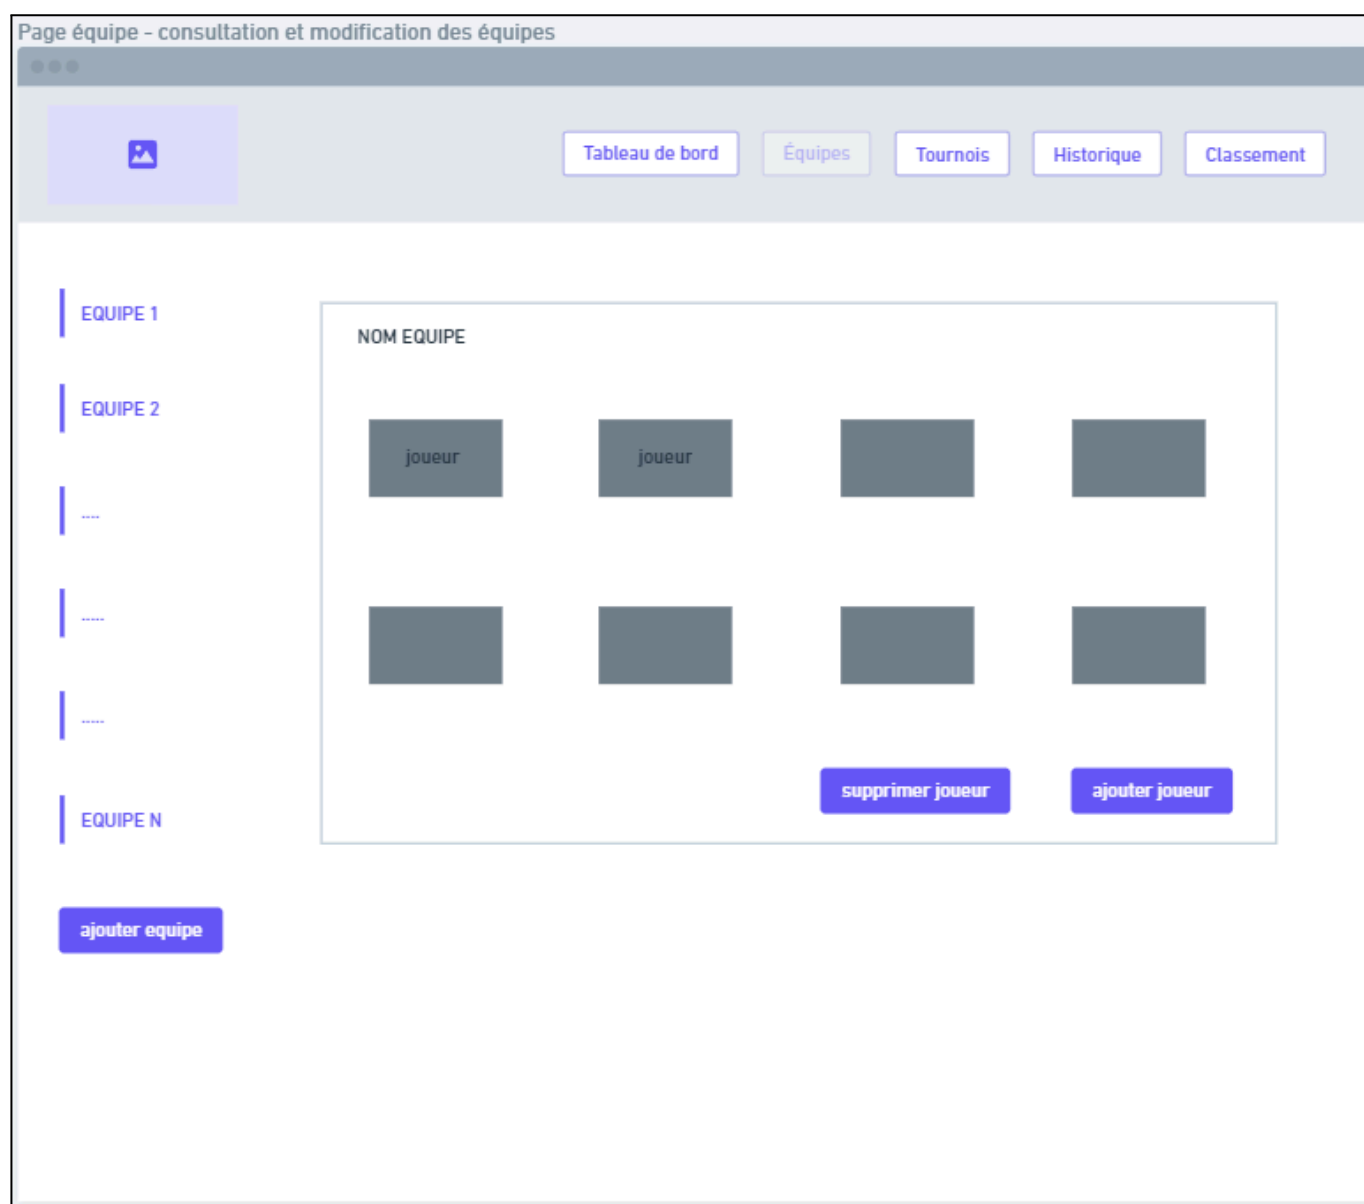 Page équipe - consultation et modification des équipes
Tableau de bord Équipes Tournois Historique Classement
EQUIPE 1
NOM EQUIPE
EQUIPE 2
joueur joueur
....
.....
.....
supprimer joueur ajouter joueur
EQUIPE N
ajouter equipe